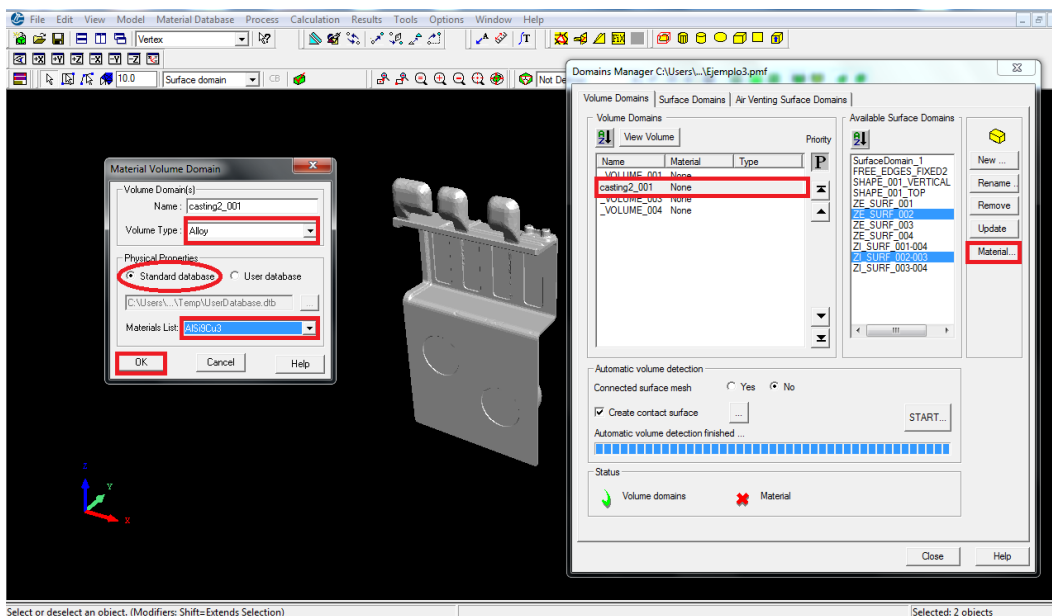 File Edit View Model Material Database Process Calculation Results Tools Options Window Help
Vertex
10.0 Surface domain CB Not De
Material Volume Domain
Volume Domain(s)
Name : casting2_001
Volume Type : Alloy
Physical Properties
Standard database User database
C:\Users\...\Temp\UserDatabase.dtb ...
Materials List: AlSi9Cu3
OK Cancel Help
Domains Manager C:\Users\...\Ejemplo3.pmf
Volume Domains Surface Domains Air Venting Surface Domains
Volume Domains
View Volume Priority
Name Material Type P
_VOLUME_001 None
casting2_001 None
_VOLUME_003 None
_VOLUME_004 None
Available Surface Domains
SurfaceDomain_1
FREE_EDGES_FIXED2
SHAPE_001_VERTICAL
SHAPE_001_TOP
ZE_SURF_001
ZE_SURF_002
ZE_SURF_003
ZE_SURF_004
ZI_SURF_001-004
ZI_SURF_002-003
ZI_SURF_003-004
New ...
Rename ..
Remove
Update
Material...
Automatic volume detection
Connected surface mesh Yes No
Create contact surface ... START...
Automatic volume detection finished ...
Status
Volume domains Material
Close Help
Z
Y
X
Select or deselect an object. (Modifiers: Shift=Extends Selection) Selected: 2 objects